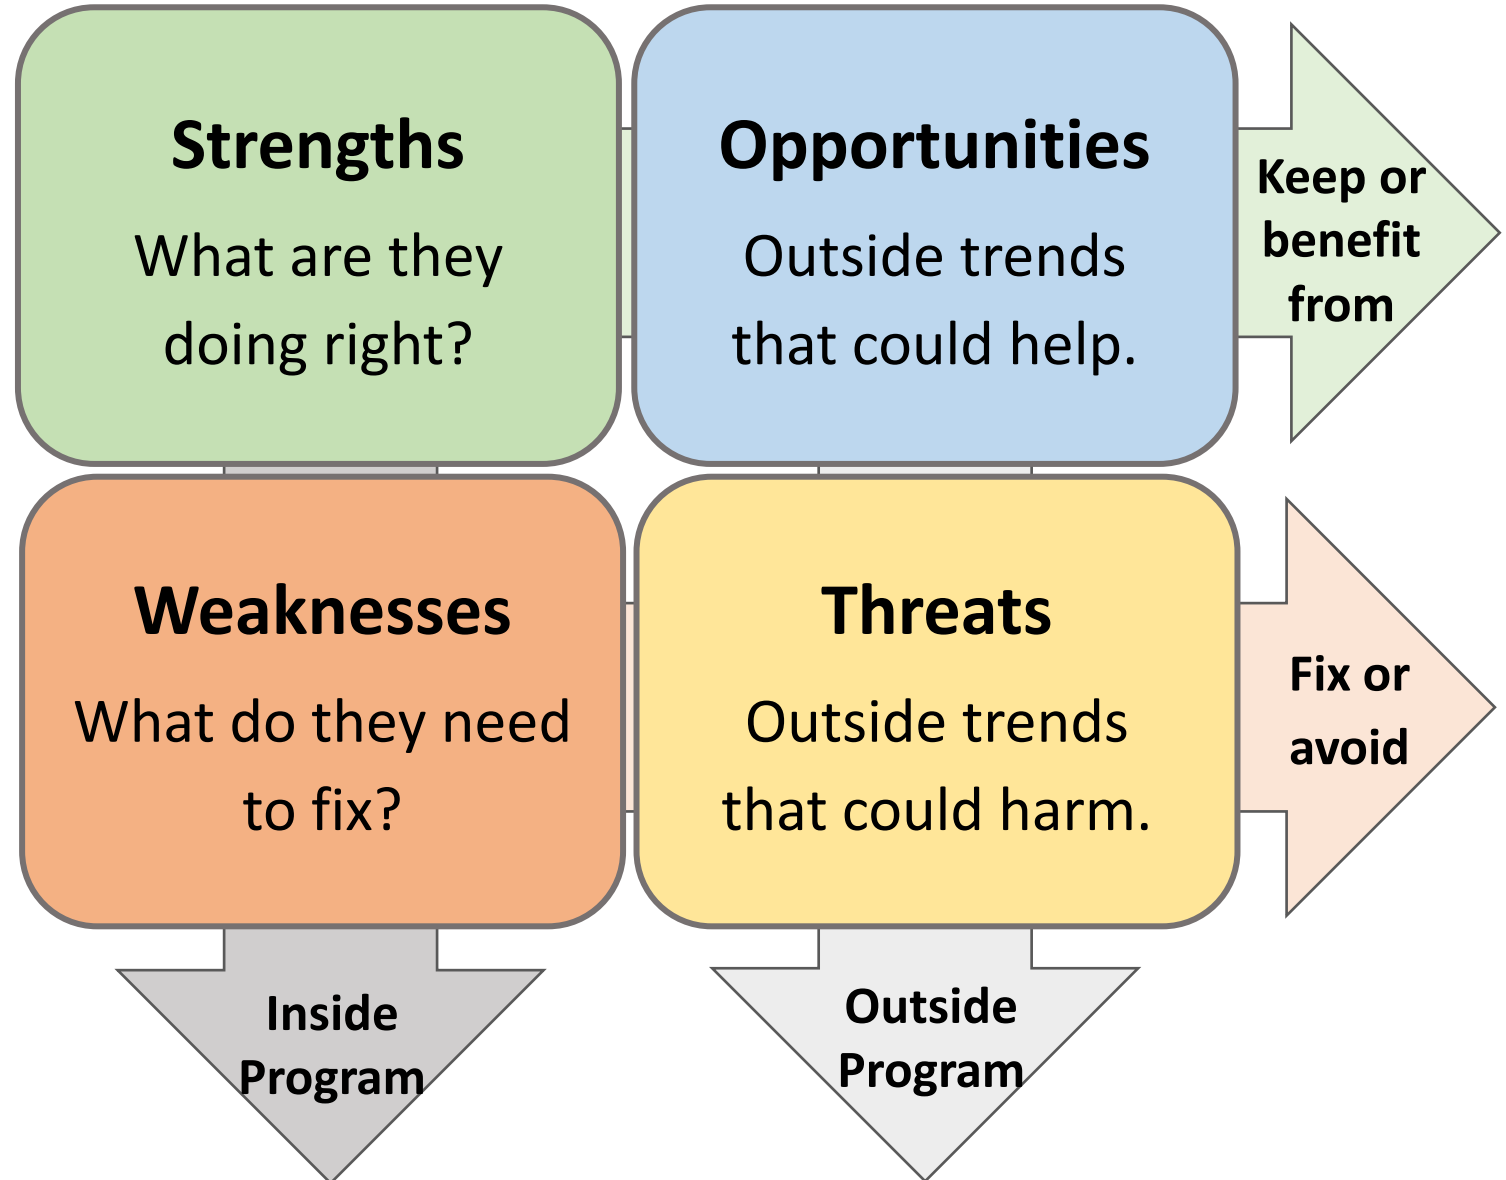 Strengths
What are they
doing right?
Opportunities
Outside trends
that could help.
Keep or
benefit
from
Weaknesses
What do they need
to fix?
Threats
Outside trends
that could harm.
Fix or
avoid
Inside
Program
Outside
Program